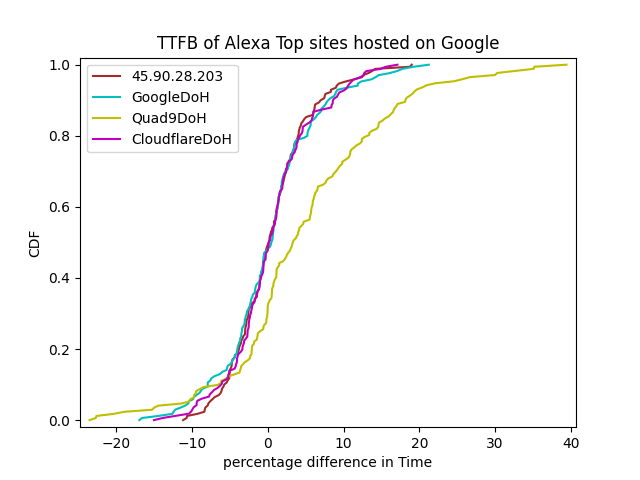 TTFB of Alexa Top sites hosted on Google
45.90.28.203
GoogleDoH
Quad9DoH
CloudflareDoH
CDF
1.0
0.8
0.6
0.4
0.2
0.0
−20
−10
0
10
20
30
40
percentage difference in Time